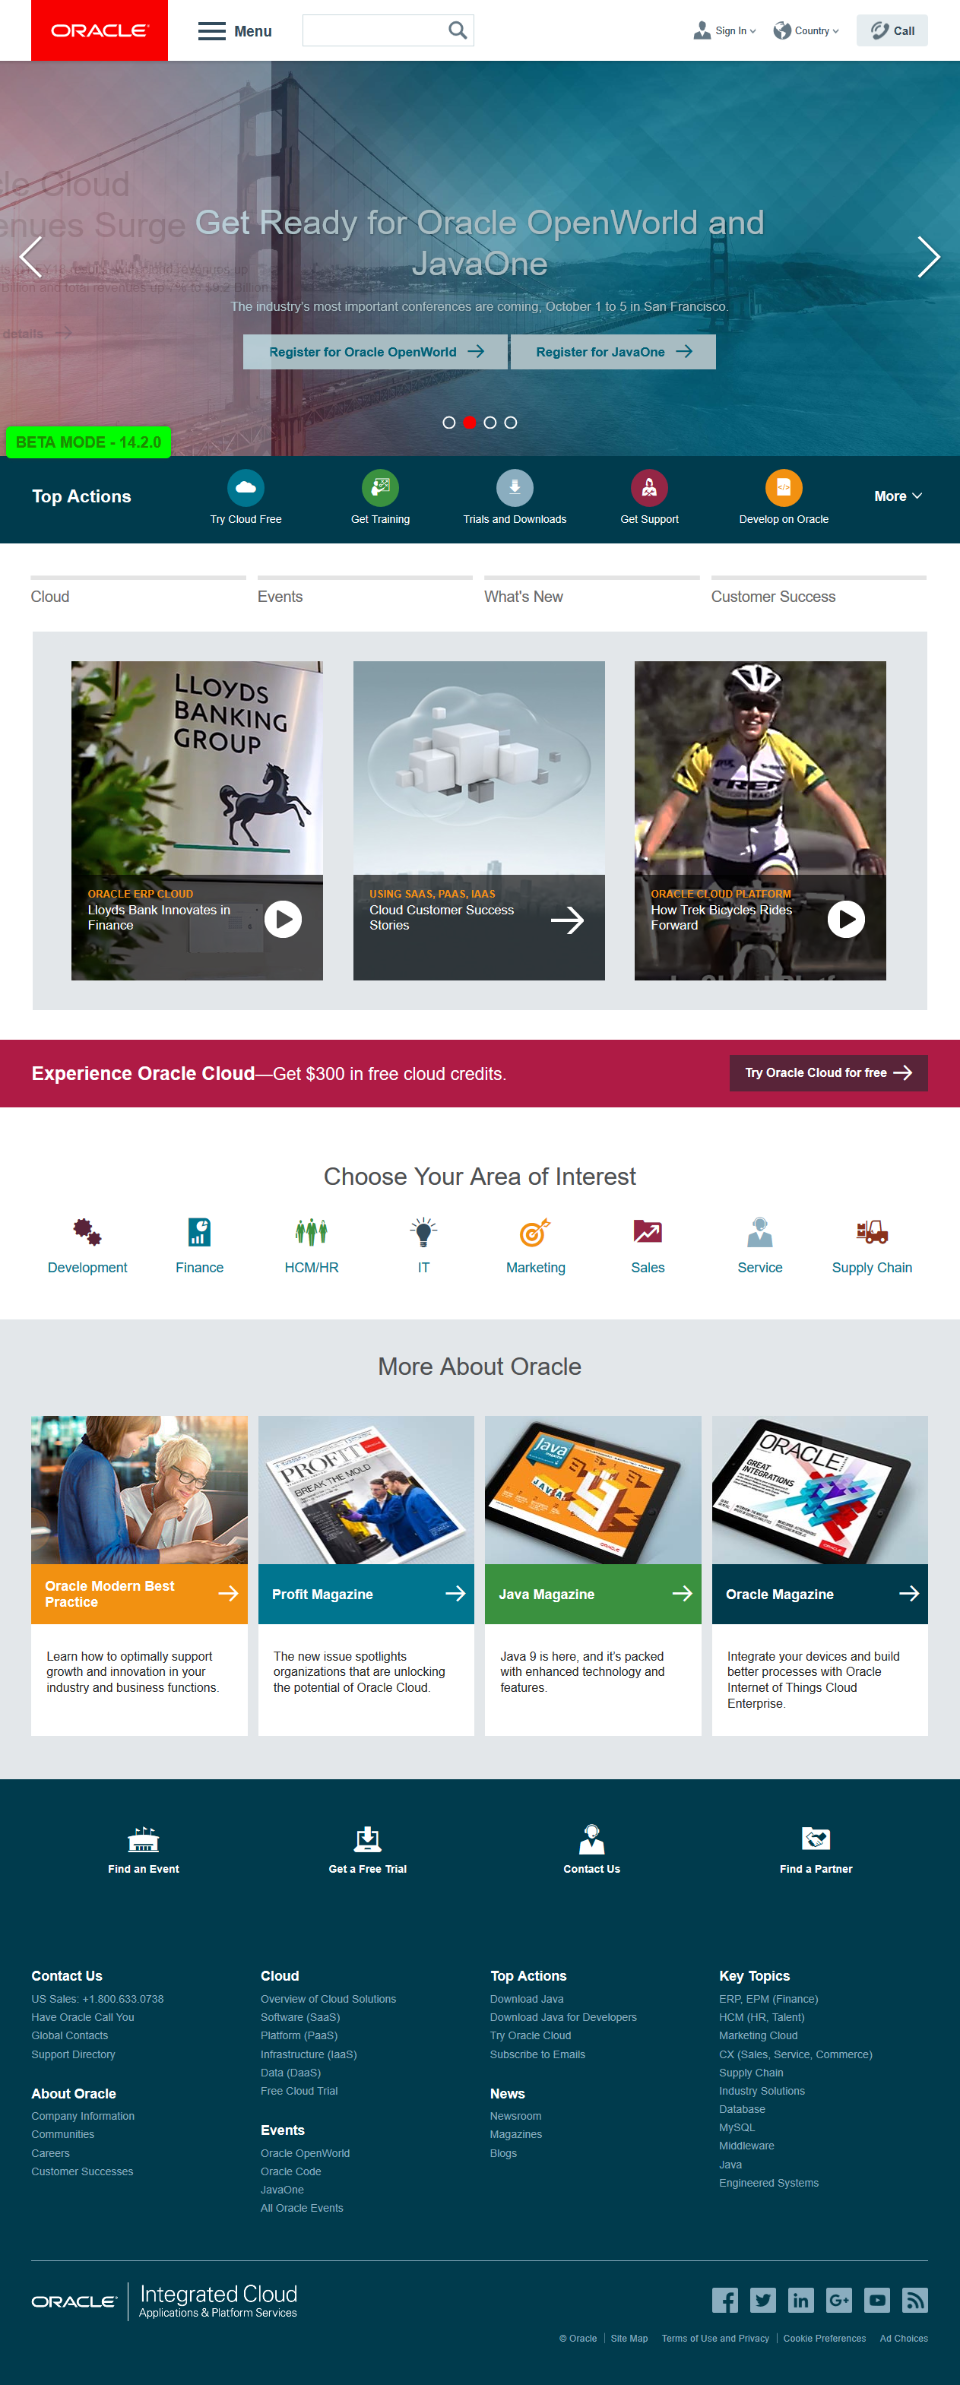 ORACLE
Menu
Sign In
Country
Call
cle Cloud
enues Surge
Get Ready for Oracle OpenWorld and
JavaOne
The industry's most important conferences are coming, October 1 to 5 in San Francisco.
details
Register for Oracle OpenWorld
Register for JavaOne
BETA MODE - 14.2.0
Top Actions
Try Cloud Free
Get Training
Trials and Downloads
Get Support
Develop on Oracle
More
Cloud
Events
What's New
Customer Success
LLOYDS
BANKING
GROUP
TREK
ORACLE ERP CLOUD
Lloyds Bank Innovates in
Finance
USING SAAS, PAAS, IAAS
Cloud Customer Success
Stories
ORACLE CLOUD PLATFORM
How Trek Bicycles Rides
Forward
Experience Oracle Cloud—Get $300 in free cloud credits.
Try Oracle Cloud for free
Choose Your Area of Interest
Development
Finance
HCM/HR
IT
Marketing
Sales
Service
Supply Chain
More About Oracle
PROFIT
BREAK THE MOLD
java
JAVA 9
ORACLE
GREAT
INTEGRATIONS
Oracle Modern Best
Practice
Profit Magazine
Java Magazine
Oracle Magazine
Learn how to optimally support
growth and innovation in your
industry and business functions.
The new issue spotlights
organizations that are unlocking
the potential of Oracle Cloud.
Java 9 is here, and it's packed
with enhanced technology and
features.
Integrate your devices and build
better processes with Oracle
Internet of Things Cloud
Enterprise.
Find an Event
Get a Free Trial
Contact Us
Find a Partner
Contact Us
US Sales: +1.800.633.0738
Have Oracle Call You
Global Contacts
Support Directory
About Oracle
Company Information
Communities
Careers
Customer Successes
Cloud
Overview of Cloud Solutions
Software (SaaS)
Platform (PaaS)
Infrastructure (IaaS)
Data (DaaS)
Free Cloud Trial
Events
Oracle OpenWorld
Oracle Code
JavaOne
All Oracle Events
Top Actions
Download Java
Download Java for Developers
Try Oracle Cloud
Subscribe to Emails
News
Newsroom
Magazines
Blogs
Key Topics
ERP, EPM (Finance)
HCM (HR, Talent)
Marketing Cloud
CX (Sales, Service, Commerce)
Supply Chain
Industry Solutions
Database
MySQL
Middleware
Java
Engineered Systems
ORACLE
Integrated Cloud
Applications & Platform Services
© Oracle
Site Map
Terms of Use and Privacy
Cookie Preferences
Ad Choices